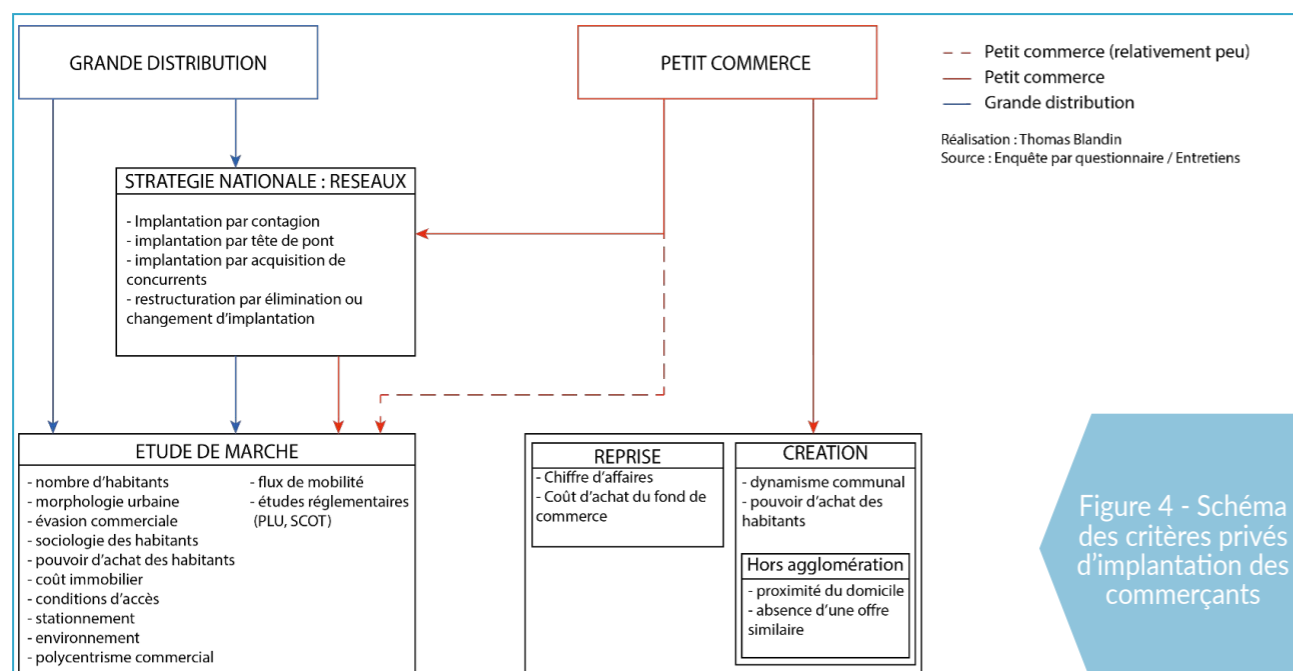 GRANDE DISTRIBUTION
PETIT COMMERCE
Petit commerce (relativement peu)
Petit commerce
Grande distribution
Réalisation : Thomas Blandin
Source : Enquête par questionnaire / Entretiens
STRATEGIE NATIONALE : RESEAUX
- Implantation par contagion
- implantation par tête de pont
- implantation par acquisition de
concurrents
- restructuration par élimination ou
changement d'implantation
ETUDE DE MARCHE
- nombre d'habitants
- morphologie urbaine
- évasion commerciale
- sociologie des habitants
- pouvoir d'achat des habitants
- coût immobilier
- conditions d'accès
- stationnement
- environnement
- polycentrisme commercial
- flux de mobilité
- études réglementaires
(PLU, SCOT)
REPRISE
- Chiffre d'affaires
- Coût d'achat du fond de
commerce
CREATION
- dynamisme communal
- pouvoir d'achat des
habitants
Hors agglomération
- proximité du domicile
- absence d'une offre
similaire
Figure 4 - Schéma
des critères privés
d'implantation des
commerçants